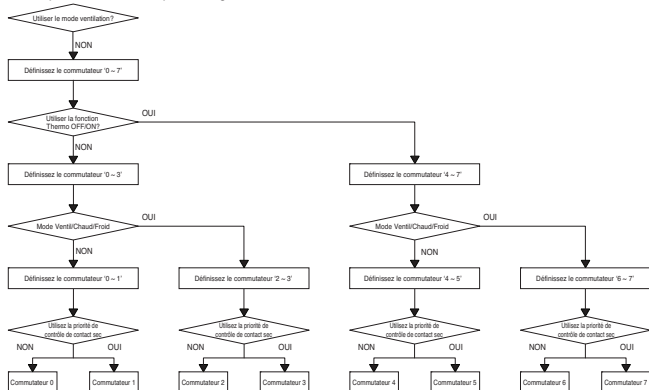 Utiliser le mode ventilation?
NON
Définissez le commutateur '0 ~ 7'
Utiliser la fonction
Thermo OFF/ON?
OUI
NON
Définissez le commutateur '0 ~ 3'
Définissez le commutateur '4 ~ 7'
Mode Ventil/Chaud/Froid
OUI
Mode Ventil/Chaud/Froid
OUI
NON
NON
Définissez le commutateur '0 ~ 1'
Définissez le commutateur '2 ~ 3'
Définissez le commutateur '4 ~ 5'
Définissez le commutateur '6 ~ 7'
Utilisez la priorité de
contrôle de contact sec
Utilisez la priorité de
contrôle de contact sec
Utilisez la priorité de
contrôle de contact sec
Utilisez la priorité de
contrôle de contact sec
NON
OUI
NON
OUI
NON
OUI
NON
OUI
Commutateur 0
Commutateur 1
Commutateur 2
Commutateur 3
Commutateur 4
Commutateur 5
Commutateur 6
Commutateur 7